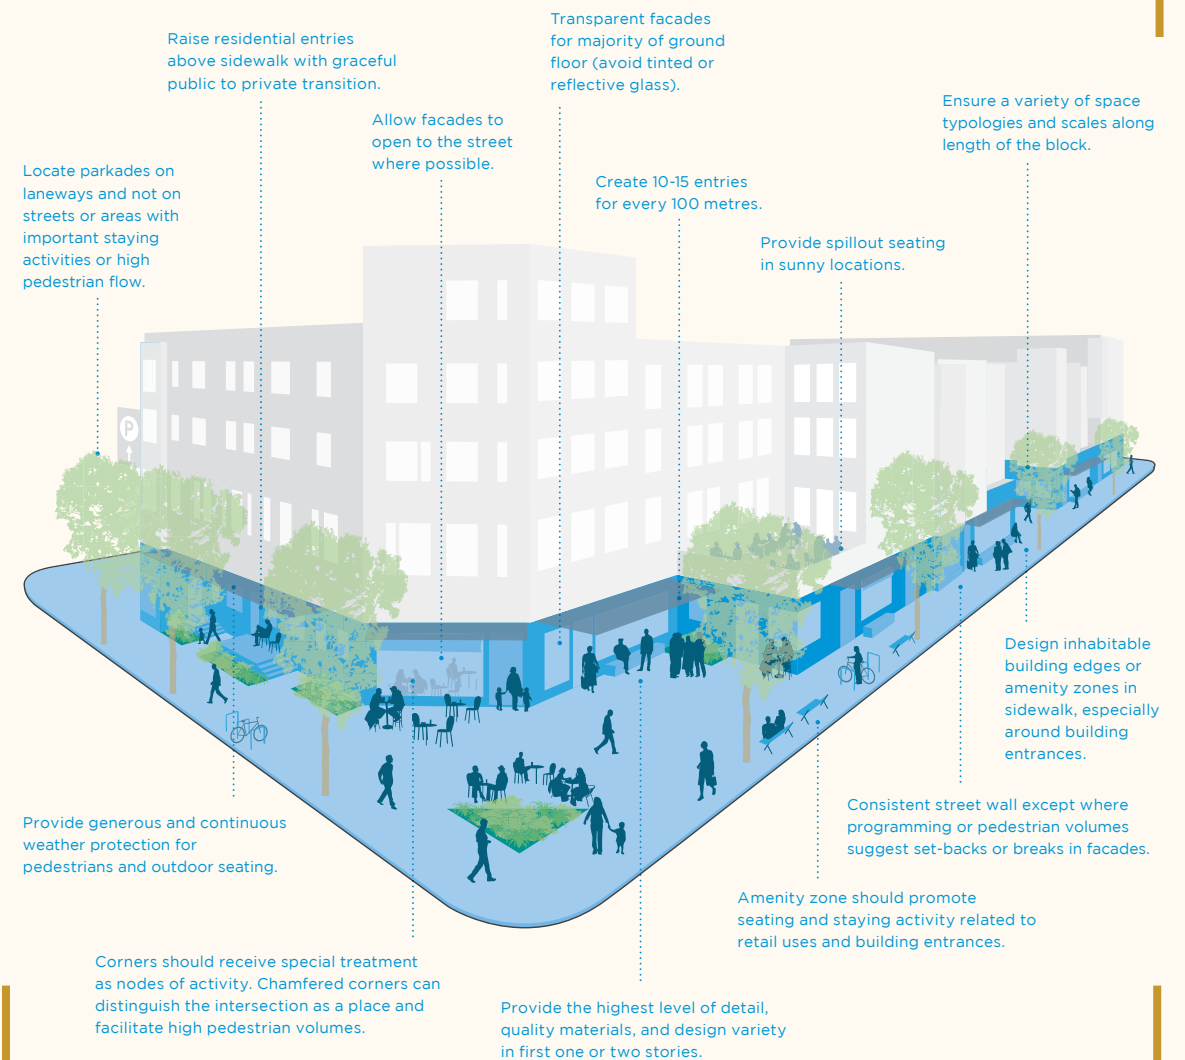 Transparent facades
for majority of ground
floor (avoid tinted or
reflective glass).
Raise residential entries
above sidewalk with graceful
public to private transition.
Ensure a variety of space
typologies and scales along
length of the block.
Allow facades to
open to the street
where possible.
Locate parkades on
laneways and not on
streets or areas with
important staying
activities or high
pedestrian flow.
Create 10-15 entries
for every 100 metres.
Provide spillout seating
in sunny locations.
P
Design inhabitable
building edges or
amenity zones in
sidewalk, especially
around building
entrances.
Consistent street wall except where
programming or pedestrian volumes
suggest set-backs or breaks in facades.
Provide generous and continuous
weather protection for
pedestrians and outdoor seating.
Amenity zone should promote
seating and staying activity related to
retail uses and building entrances.
Corners should receive special treatment
as nodes of activity. Chamfered corners can
distinguish the intersection as a place and
facilitate high pedestrian volumes.
Provide the highest level of detail,
quality materials, and design variety
in first one or two stories.